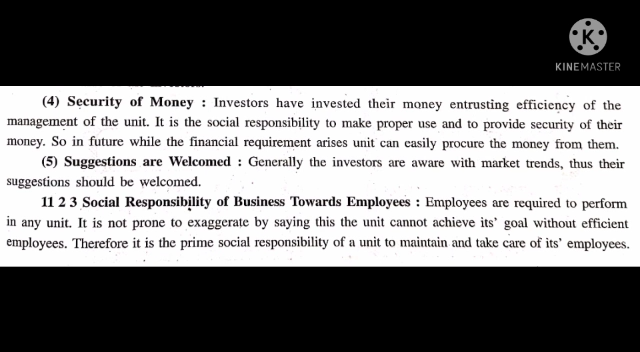 K
KINEMASTER
(4) Security of Money : Investors have invested their money entrusting efficiency of the
management of the unit. It is the social responsibility to make proper use and to provide security of their
money. So in future while the financial requirement arises unit can easily procure the money from them.
(5) Suggestions are Welcomed : Generally the investors are aware with market trends, thus their
suggestions should be welcomed.
11 2 3 Social Responsibility of Business Towards Employees : Employees are required to perform
in any unit. It is not prone to exaggerate by saying this the unit cannot achieve its' goal without efficient
employees. Therefore it is the prime social responsibility of a unit to maintain and take care of its' employees.